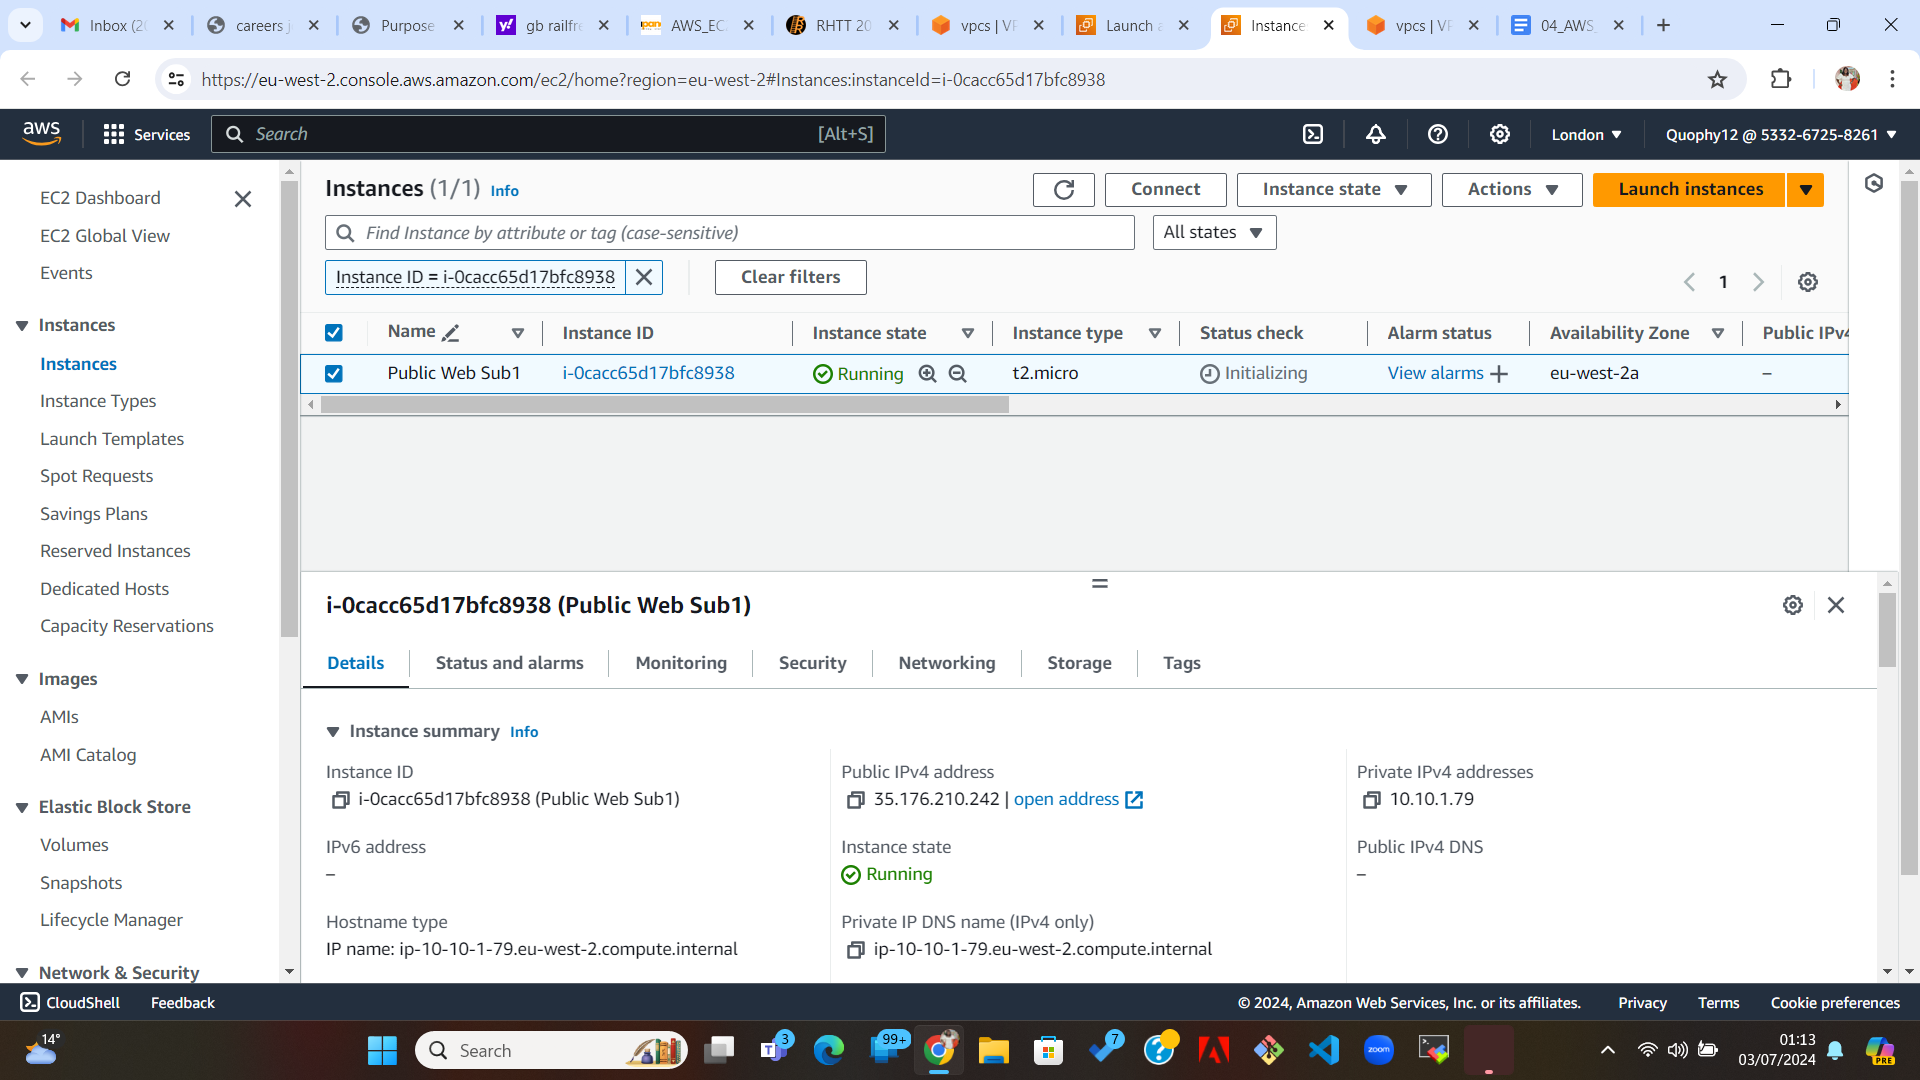 Inbox (20
careers j
Purpose
gb railfre
AWS_EC
RHTT 20
vpcs | VP
Launch a
Instance
vpcs | VP
04_AWS_
https://eu-west-2.console.aws.amazon.com/ec2/home?region=eu-west-2#Instances:instanceId=i-0cacc65d17bfc8938
aws
Services
Search
[Alt+S]
London
Quophy12 @ 5332-6725-8261
EC2 Dashboard
EC2 Global View
Events
Instances
Instances
Instance Types
Launch Templates
Spot Requests
Savings Plans
Reserved Instances
Dedicated Hosts
Capacity Reservations
Images
AMIs
AMI Catalog
Elastic Block Store
Volumes
Snapshots
Lifecycle Manager
Network & Security
Instances (1/1) Info
Connect
Instance state
Actions
Launch instances
Find Instance by attribute or tag (case-sensitive)
All states
Instance ID = i-0cacc65d17bfc8938
Clear filters
1
Name
Instance ID
Instance state
Instance type
Status check
Alarm status
Availability Zone
Public IPv4
Public Web Sub1
i-0cacc65d17bfc8938
Running
t2.micro
Initializing
View alarms
eu-west-2a
–
i-0cacc65d17bfc8938 (Public Web Sub1)
Details
Status and alarms
Monitoring
Security
Networking
Storage
Tags
Instance summary Info
Instance ID
i-0cacc65d17bfc8938 (Public Web Sub1)
Public IPv4 address
35.176.210.242 | open address
Private IPv4 addresses
10.10.1.79
IPv6 address
–
Instance state
Running
Public IPv4 DNS
–
Hostname type
IP name: ip-10-10-1-79.eu-west-2.compute.internal
Private IP DNS name (IPv4 only)
ip-10-10-1-79.eu-west-2.compute.internal
CloudShell
Feedback
© 2024, Amazon Web Services, Inc. or its affiliates.
Privacy
Terms
Cookie preferences
14°
Search
3
99+
7
zoom
01:13
03/07/2024
PRE